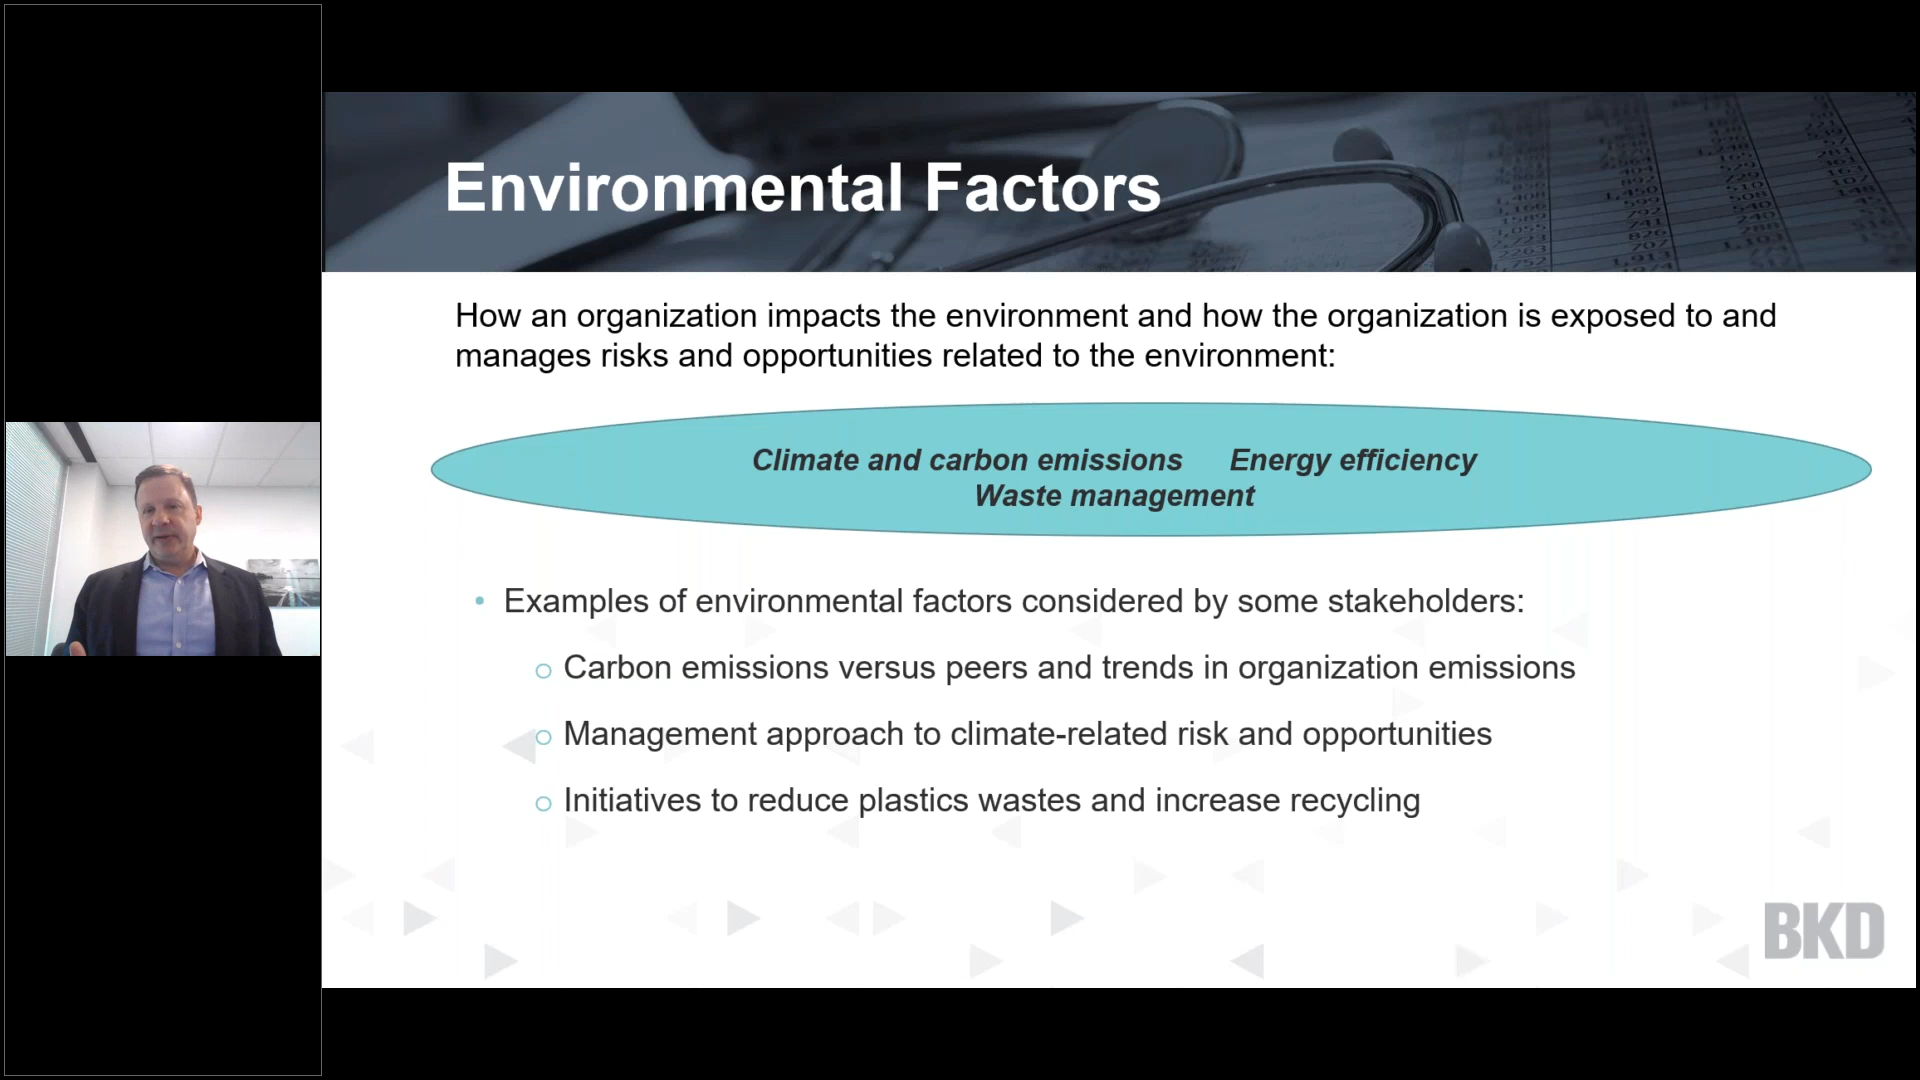 Environmental Factors
How an organization impacts the environment and how the organization is exposed to and
manages risks and opportunities related to the environment:
Climate and carbon emissions Energy efficiency
Waste management
• Examples of environmental factors considered by some stakeholders:
o Carbon emissions versus peers and trends in organization emissions
o Management approach to climate-related risk and opportunities
o Initiatives to reduce plastics wastes and increase recycling
BKD